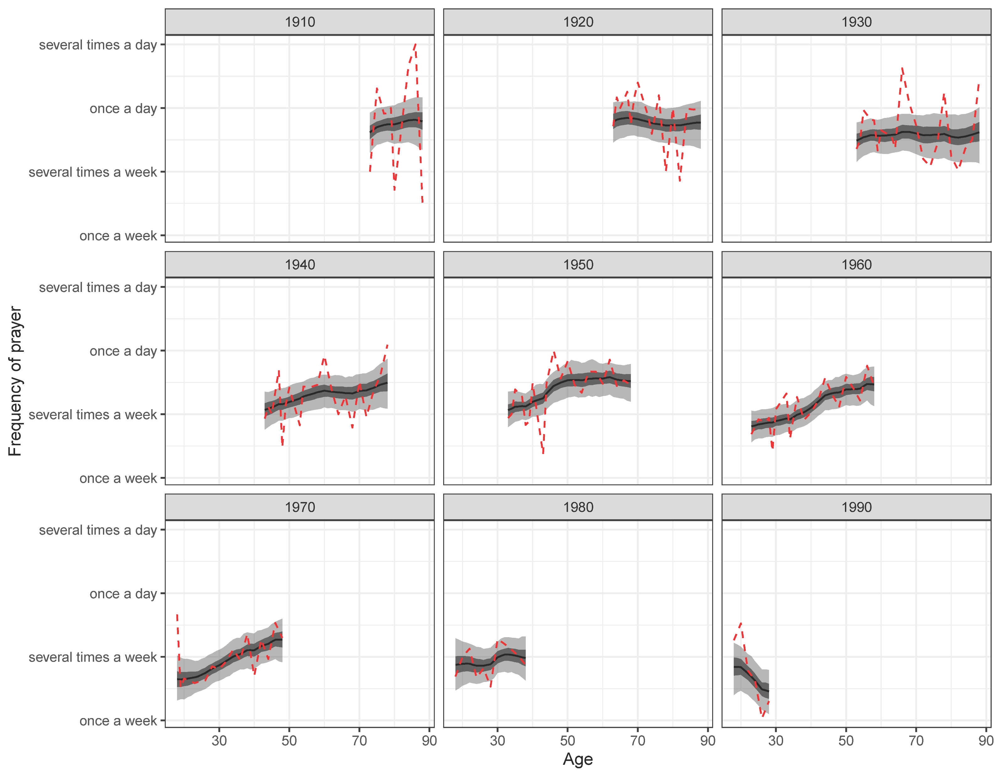 1910 1920 1930
several times a day
once a day
several times a week
once a week
1940 1950 1960
several times a day
once a day
several times a week
once a week
Frequency of prayer
1970 1980 1990
several times a day
once a day
several times a week
once a week
30 50 70 90 30 50 70 90 30 50 70 90
Age